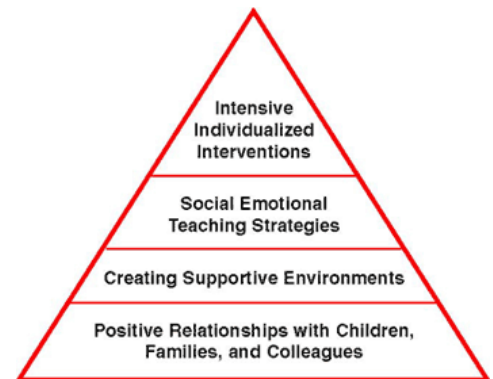 Intensive
Individualized
Interventions
Social Emotional
Teaching Strategies
Creating Supportive Environments
Positive Relationships with Children,
Families, and Colleagues